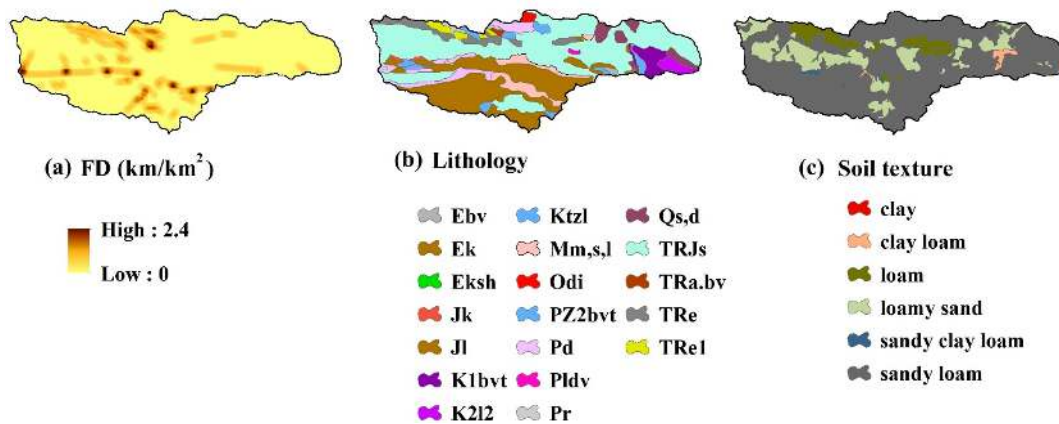 (a) FD (km/km²)
High : 2.4
Low : 0
(b) Lithology
Ebv
Ek
Eksh
Jk
Jl
K1bvt
K2l2
Ktzl
Mm,s,l
Odi
PZ2bvt
Pd
Pldv
Pr
Qs,d
TRJs
TRa.bv
TRe
TRe1
(c) Soil texture
clay
clay loam
loam
loamy sand
sandy clay loam
sandy loam